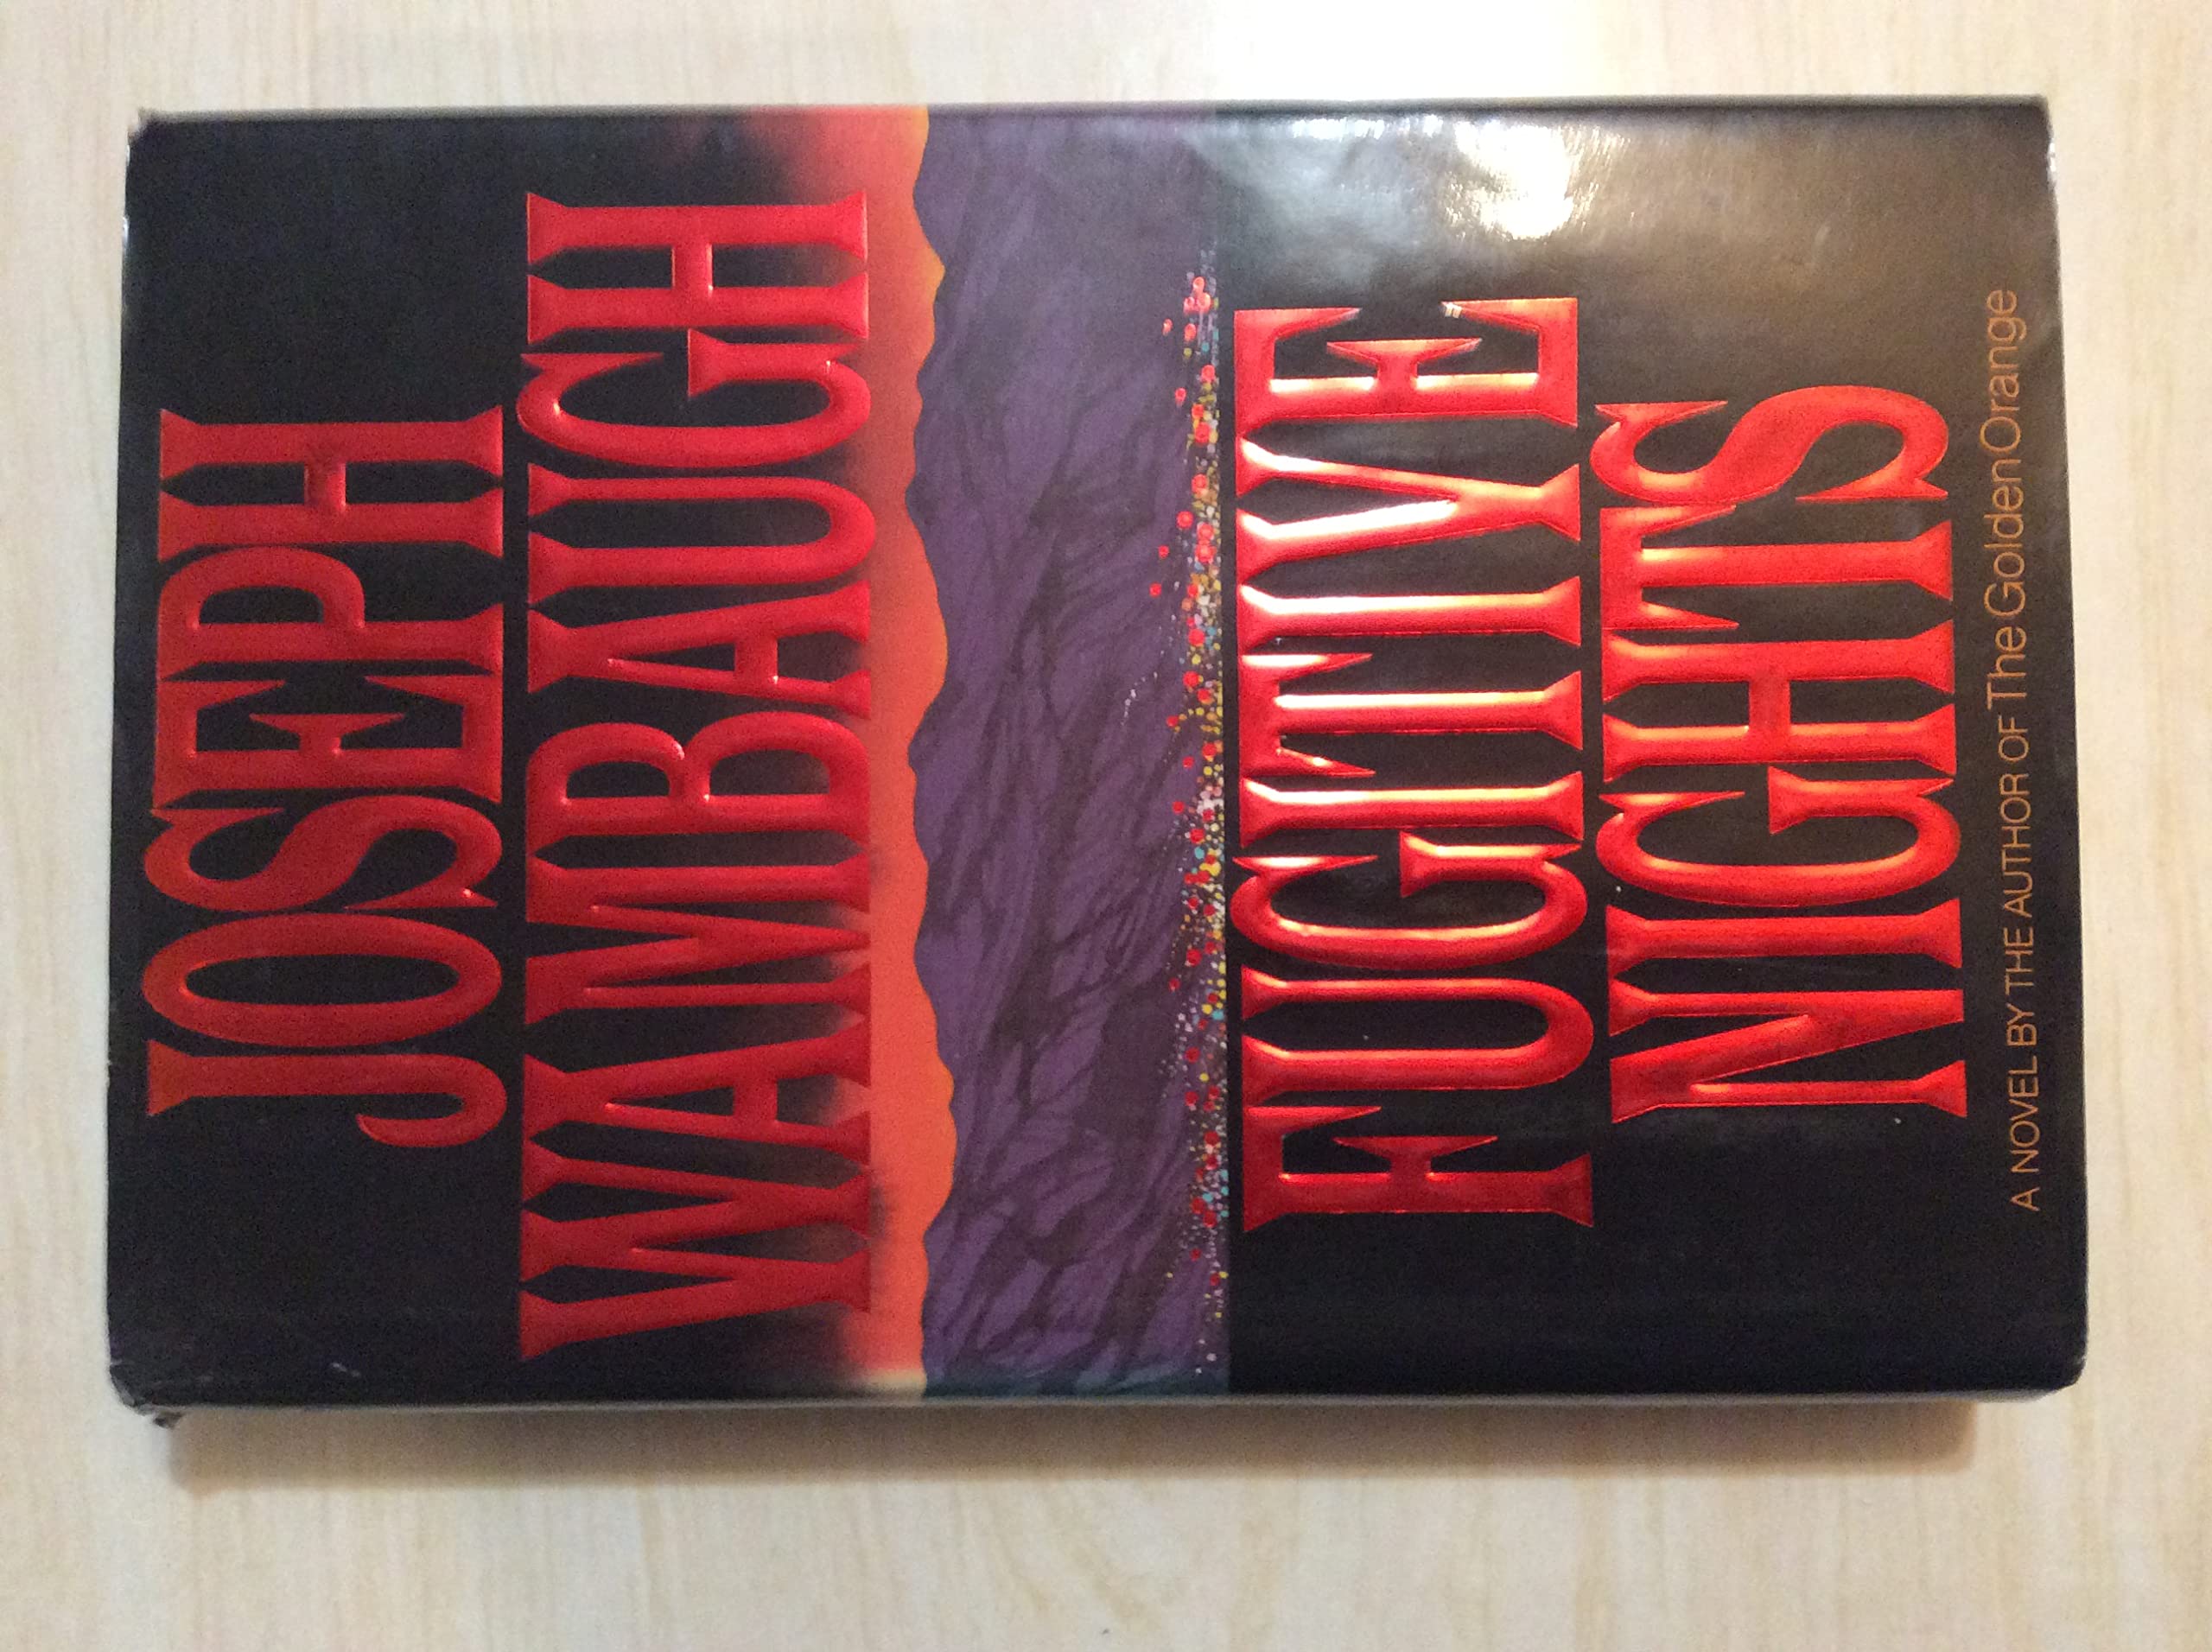 JOSEPH
WAMBAUGH
FUGITIVE
NIGHTS
A NOVEL BY THE AUTHOR OF The Golden Orange